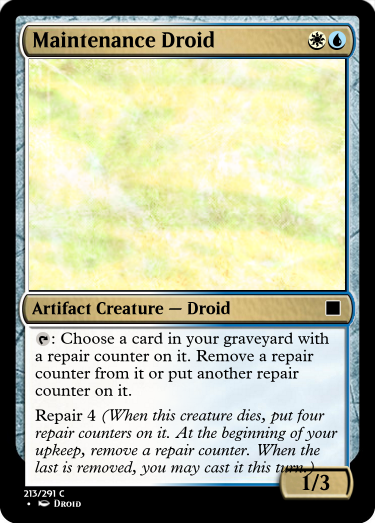 Maintenance Droid
Artifact Creature — Droid
: Choose a card in your graveyard with
a repair counter on it. Remove a repair
counter from it or put another repair
counter on it.
Repair 4 (When this creature dies, put four
repair counters on it. At the beginning of your
upkeep, remove a repair counter. When the
last is removed, you may cast it this turn.)
1/3
213/291 C
• Droid